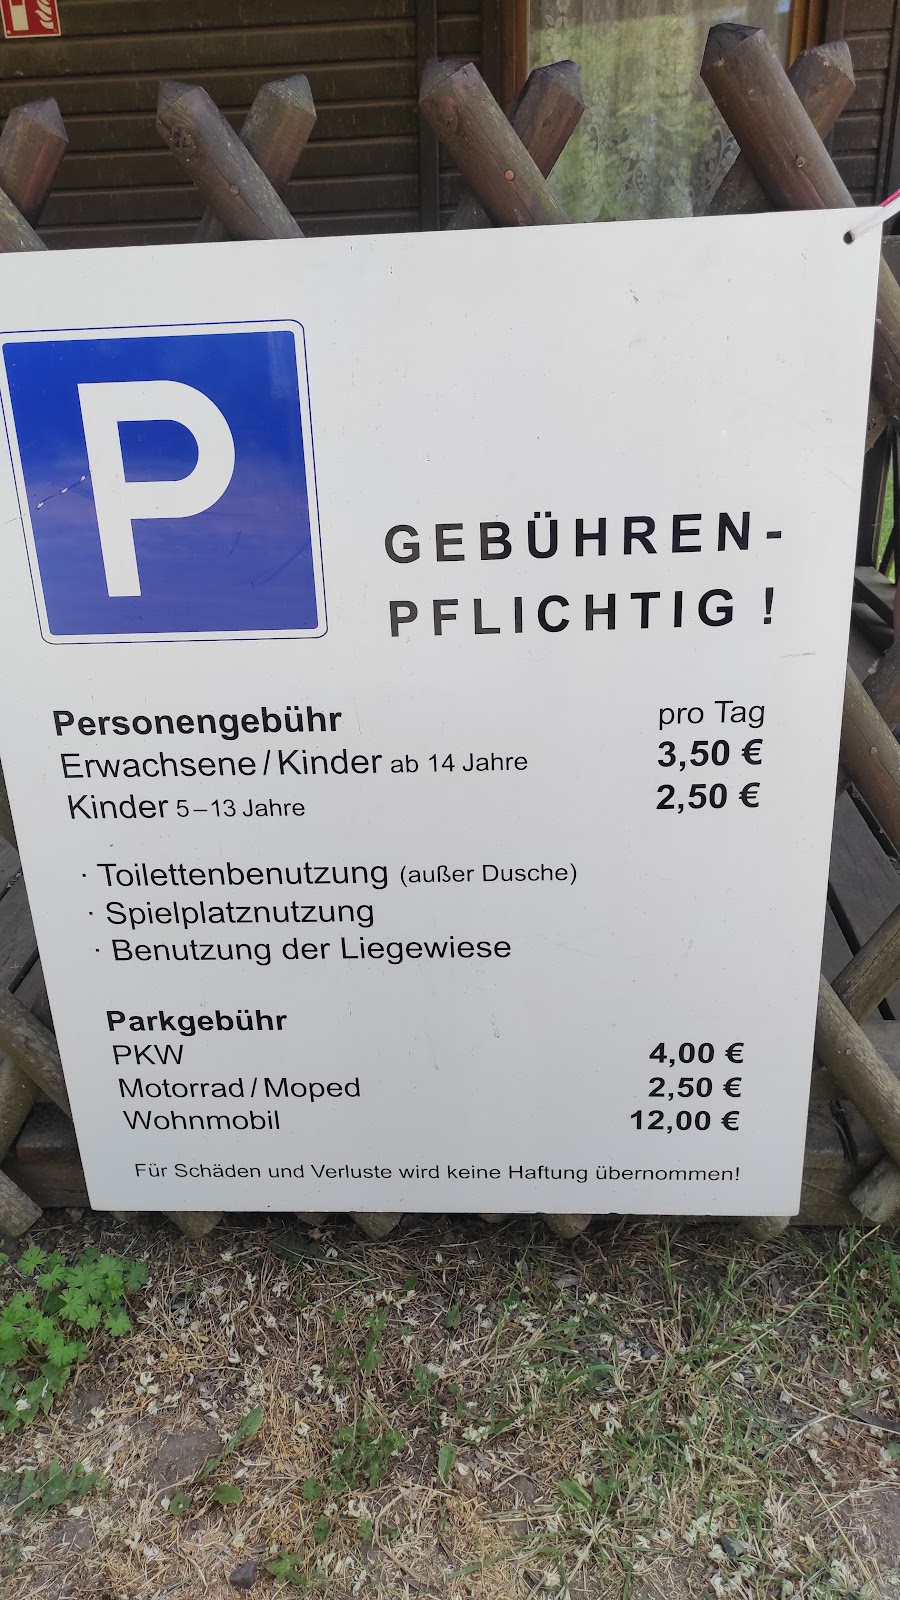 P
GEBÜHREN-
PFLICHTIG !
Personengebühr pro Tag
Erwachsene / Kinder ab 14 Jahre 3,50 €
Kinder 5 – 13 Jahre 2,50 €
· Toilettenbenutzung (außer Dusche)
· Spielplatznutzung
· Benutzung der Liegewiese
Parkgebühr
PKW 4,00 €
Motorrad / Moped 2,50 €
Wohnmobil 12,00 €
Für Schäden und Verluste wird keine Haftung übernommen!